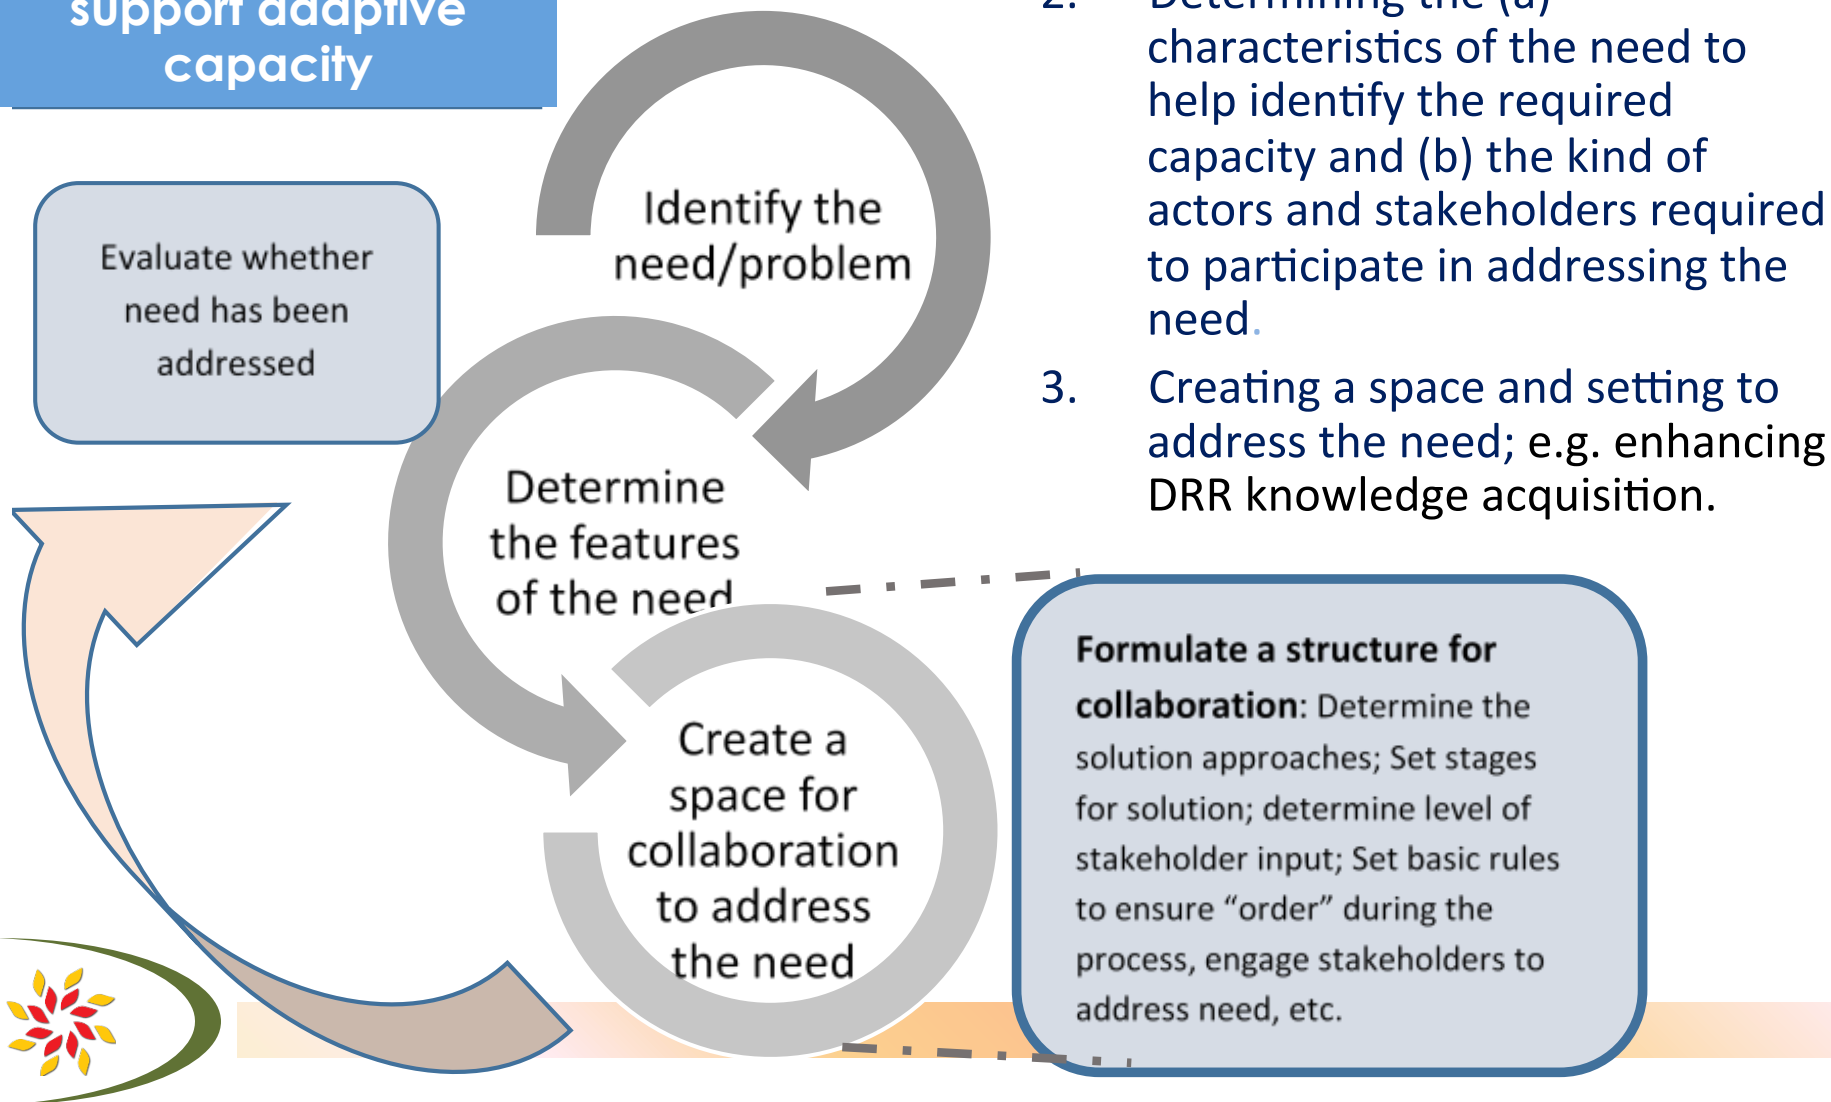 support adaptive
capacity
Evaluate whether
need has been
addressed
Identify the
need/problem
Determine
the features
of the need
Create a
space for
collaboration
to address
the need
2. Determining the (a)
characteristics of the need to
help identify the required
capacity and (b) the kind of
actors and stakeholders required
to participate in addressing the
need.
3. Creating a space and setting to
address the need; e.g. enhancing
DRR knowledge acquisition.
Formulate a structure for
collaboration: Determine the
solution approaches; Set stages
for solution; determine level of
stakeholder input; Set basic rules
to ensure “order” during the
process, engage stakeholders to
address need, etc.